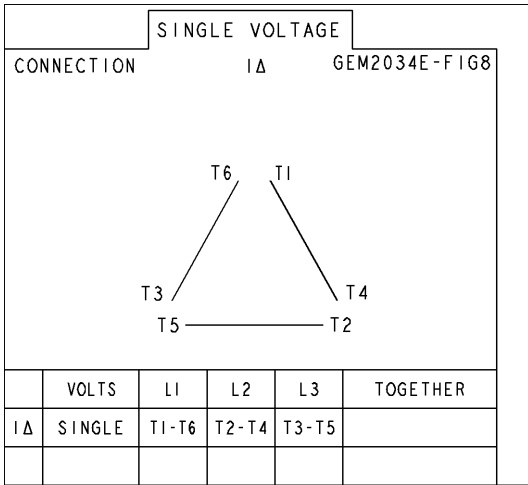 SINGLE VOLTAGE
CONNECTION 1Δ GEM2034E-FIG8
T6 T1
T3 T4
T5 T2
VOLTS L1 L2 L3 TOGETHER
1Δ SINGLE T1-T6 T2-T4 T3-T5